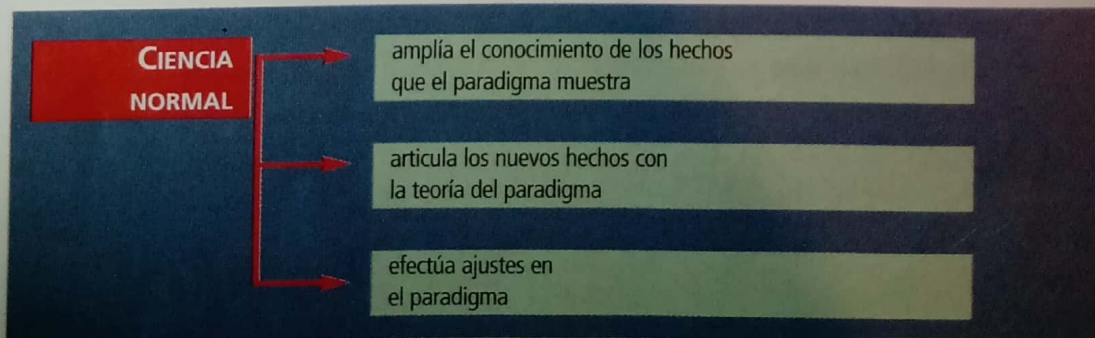 CIENCIA
NORMAL
amplía el conocimiento de los hechos
que el paradigma muestra
articula los nuevos hechos con
la teoría del paradigma
efectúa ajustes en
el paradigma